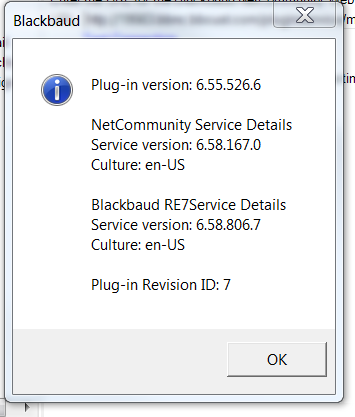 Blackbaud
Plug-in version: 6.55.526.6
NetCommunity Service Details
Service version: 6.58.167.0
Culture: en-US
Blackbaud RE7Service Details
Service version: 6.58.806.7
Culture: en-US
Plug-in Revision ID: 7
OK